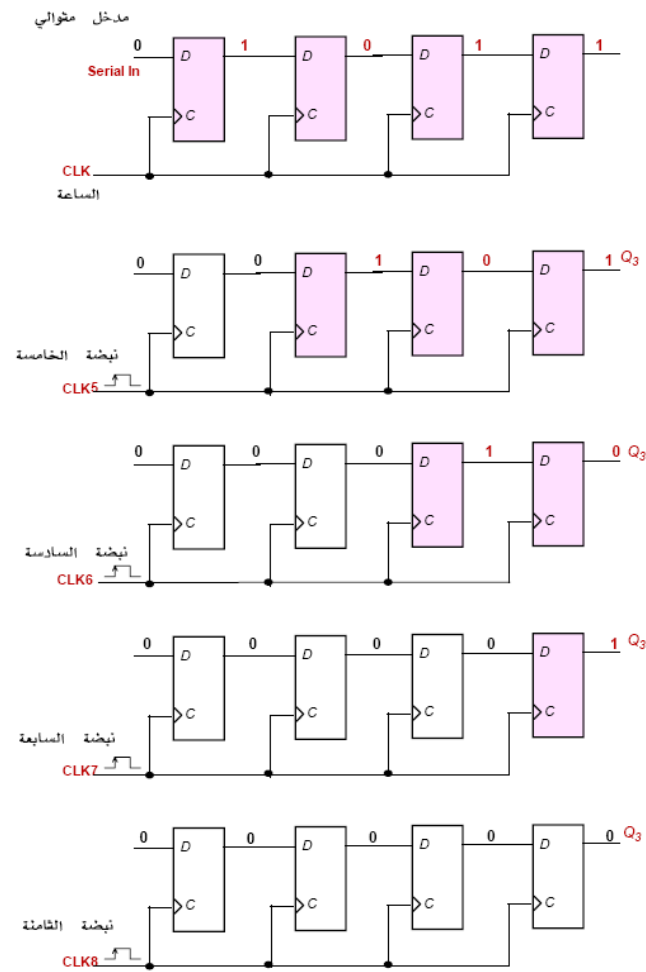 مدخل متوالي
0 1 0 1 1
Serial In
D D D D
C C C C
CLK
الساعة
0 0 1 0 1 Q3
D D D D
C C C C
نبضة الخامسة
CLK5
0 0 0 1 0 Q3
D D D D
C C C C
نبضة السادسة
CLK6
0 0 0 0 1 Q3
D D D D
C C C C
نبضة السابعة
CLK7
0 0 0 0 0 Q3
D D D D
C C C C
نبضة الثامنة
CLK8